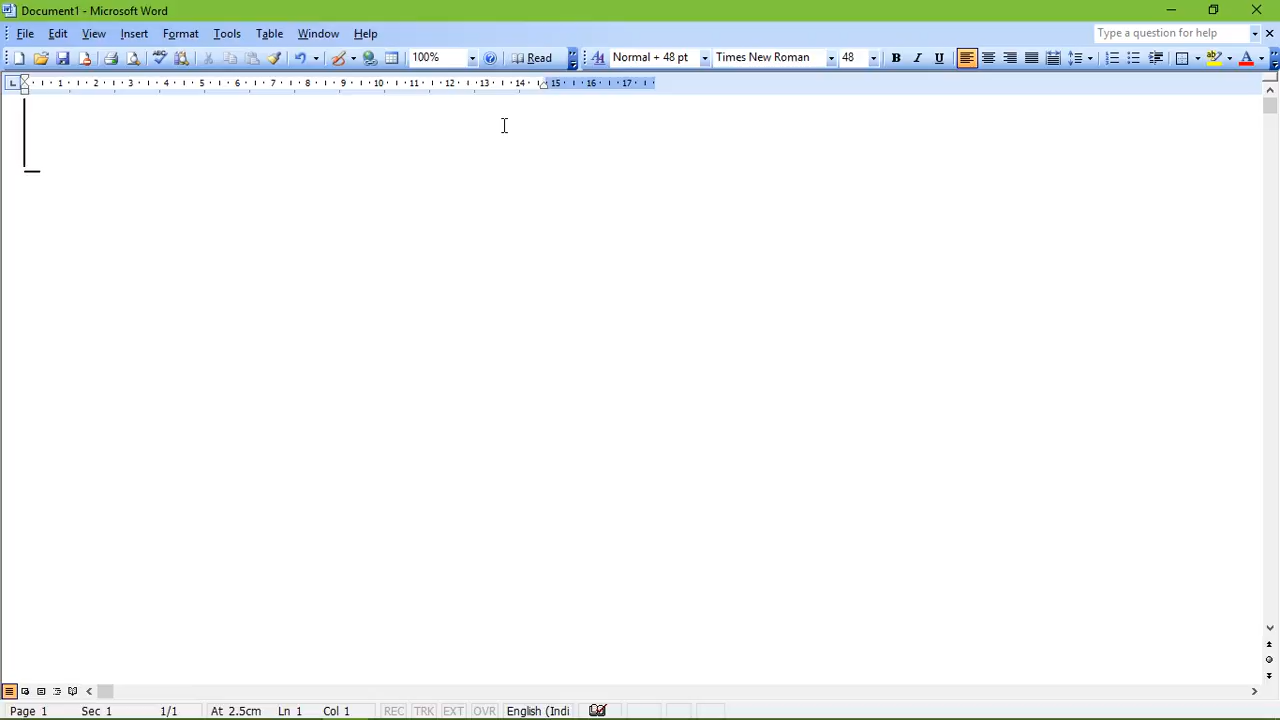 Document1 - Microsoft Word
File Edit View Insert Format Tools Table Window Help Type a question for help
100% Read Normal + 48 pt Times New Roman 48 B I U A
1 2 3 4 5 6 7 8 9 10 11 12 13 14 15 16 17
Page 1 Sec 1 1/1 At 2.5cm Ln 1 Col 1 REC TRK EXT OVR English (Indi